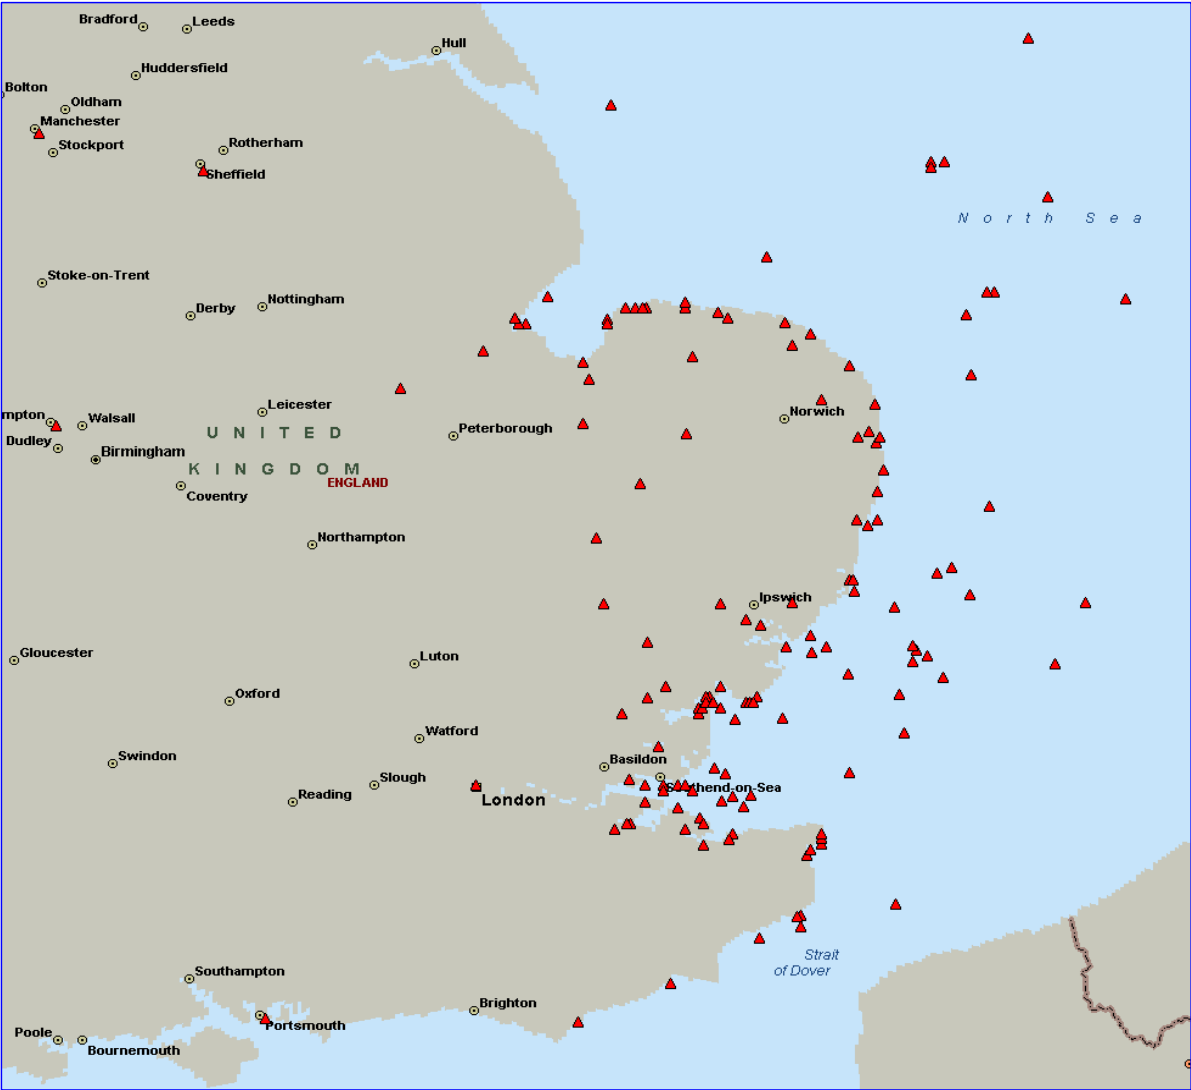 Bradford
Leeds
Hull
Huddersfield
Bolton
Oldham
Manchester
Stockport
Rotherham
Sheffield
North Sea
Stoke-on-Trent
Nottingham
Derby
Leicester
mpton
Walsall
Norwich
Peterborough
UNITED
Dudley
Birmingham
KINGDOM
ENGLAND
Coventry
Northampton
Ipswich
Gloucester
Luton
Oxford
Watford
Swindon
Basildon
Slough
Southend-on-Sea
Reading
London
Strait
of Dover
Southampton
Brighton
Portsmouth
Poole
Bournemouth